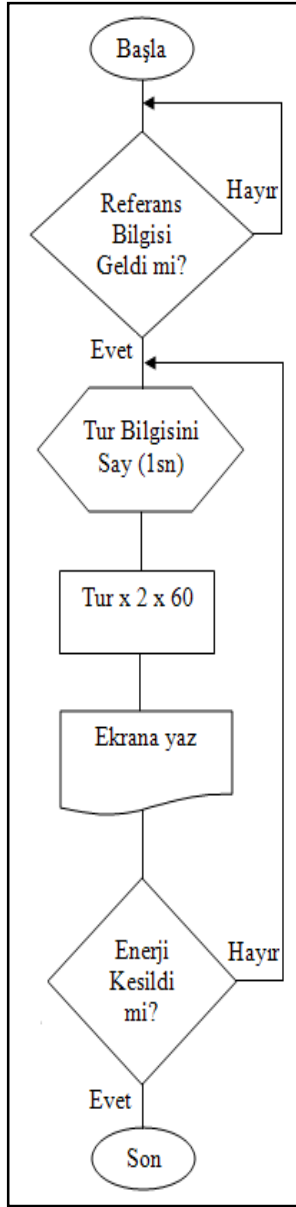 Başla
Hayır
Referans
Bilgisi
Geldi mi?
Evet
Tur Bilgisini
Say (1sn)
Tur x 2 x 60
Ekrana yaz
Enerji
Hayır
Kesildi
mi?
Evet
Son